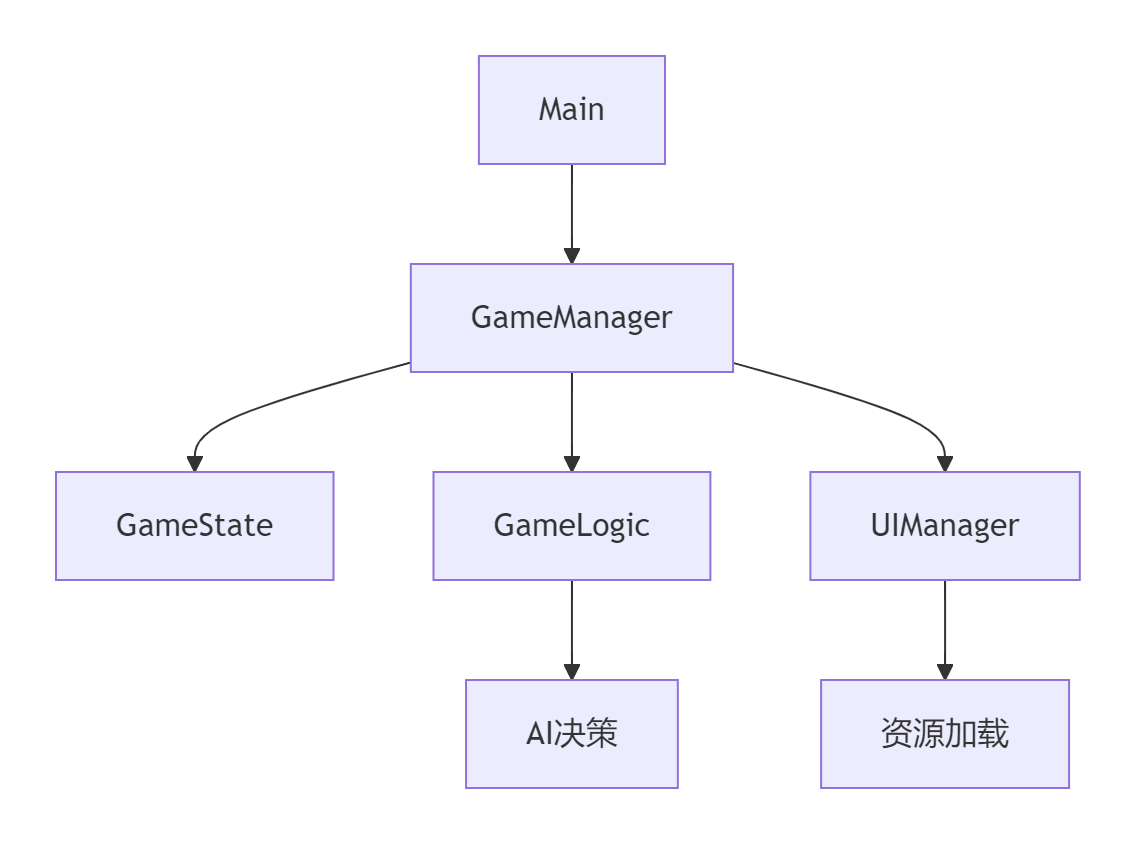 Main
GameManager
GameState
GameLogic
UIManager
AI决策
资源加载